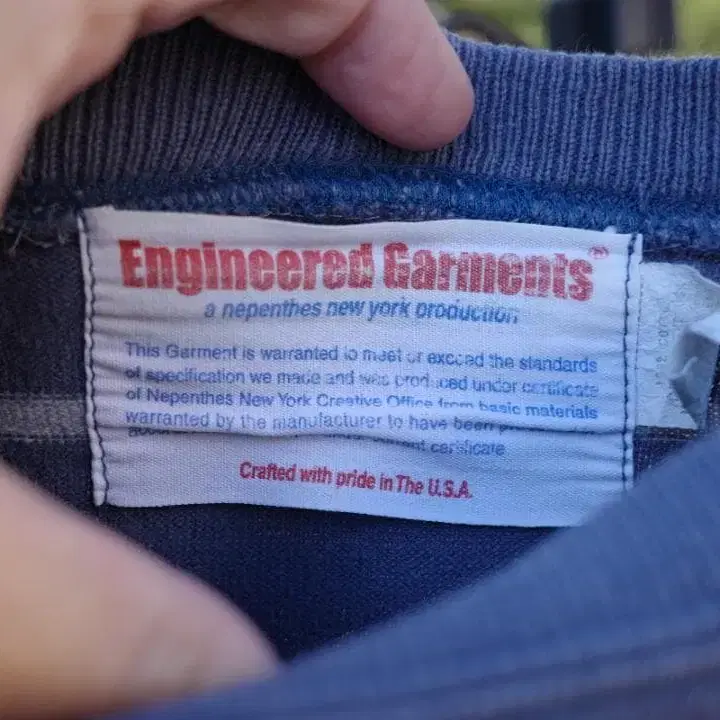 Engineered Garments™
a nepenthes new york production
This Garment is warranted to meet or exceed the standards
of specification we made and was produced under certificate
of Nepenthes New York Creative Office from basic materials
warranted by the manufacturer to have been
certificate
Crafted with pride in The U.S.A.